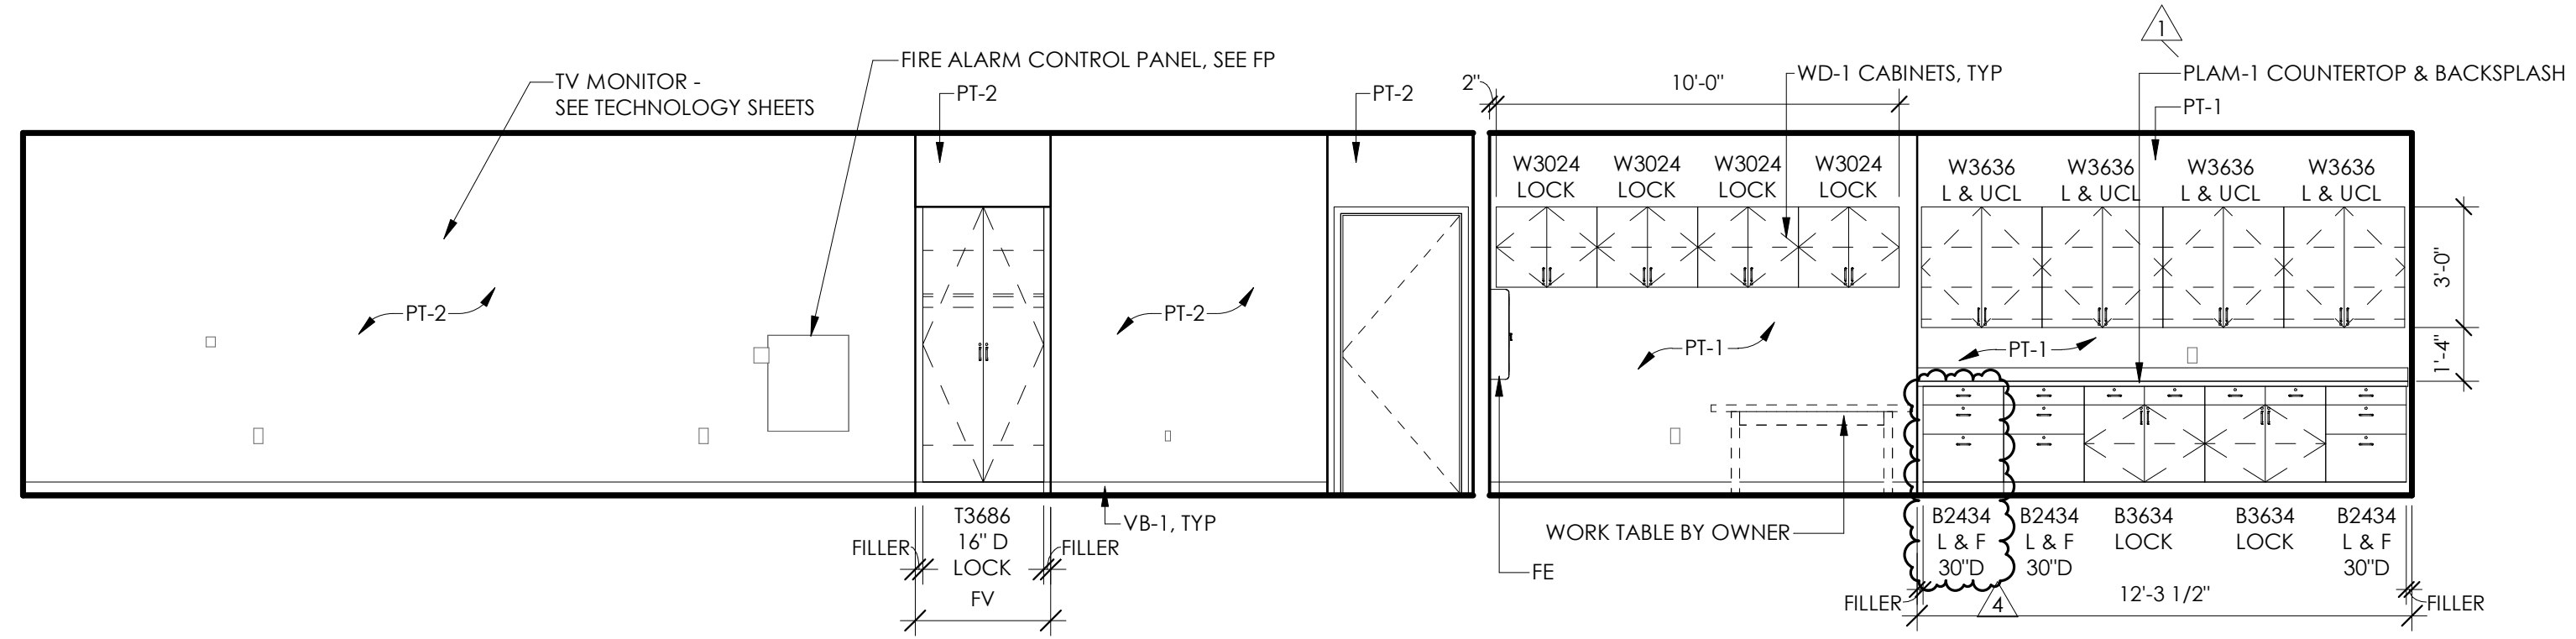 1
TV MONITOR -
SEE TECHNOLOGY SHEETS
FIRE ALARM CONTROL PANEL, SEE FP
PT-2
PT-2
2"
10'-0"
WD-1 CABINETS, TYP
PLAM-1 COUNTERTOP & BACKSPLASH
PT-1
W3024
LOCK
W3024
LOCK
W3024
LOCK
W3024
LOCK
W3636
L & UCL
W3636
L & UCL
W3636
L & UCL
W3636
L & UCL
3'-0"
1'-4"
PT-2
PT-2
PT-1
PT-1
T3686
16" D
LOCK
FILLER
FILLER
FV
VB-1, TYP
WORK TABLE BY OWNER
FE
B2434
L & F
30"D
B2434
L & F
30"D
B3634
LOCK
B3634
LOCK
B2434
L & F
30"D
FILLER
4
12'-3 1/2"
FILLER